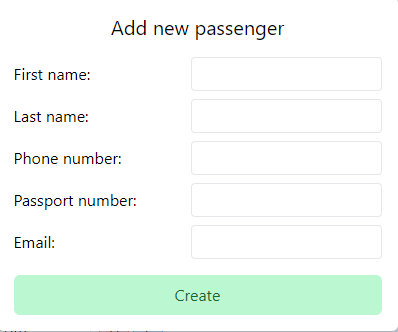 Add new passenger
First name:
Last name:
Phone number:
Passport number:
Email:
Create